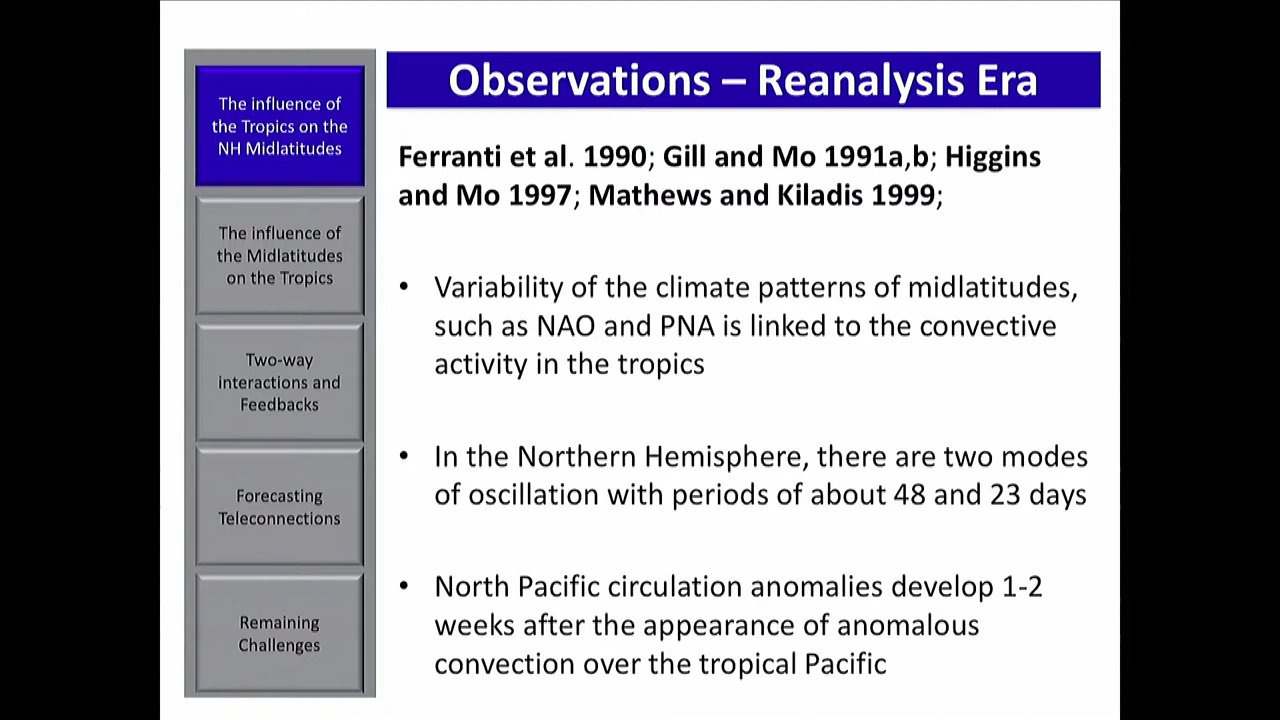 Observations – Reanalysis Era
The influence of
the Tropics on the
NH Midlatitudes
The influence of
the Midlatitudes
on the Tropics
Two-way
interactions and
Feedbacks
Forecasting
Teleconnections
Remaining
Challenges
Ferranti et al. 1990; Gill and Mo 1991a,b; Higgins
and Mo 1997; Mathews and Kiladis 1999;
• Variability of the climate patterns of midlatitudes,
such as NAO and PNA is linked to the convective
activity in the tropics
• In the Northern Hemisphere, there are two modes
of oscillation with periods of about 48 and 23 days
• North Pacific circulation anomalies develop 1-2
weeks after the appearance of anomalous
convection over the tropical Pacific